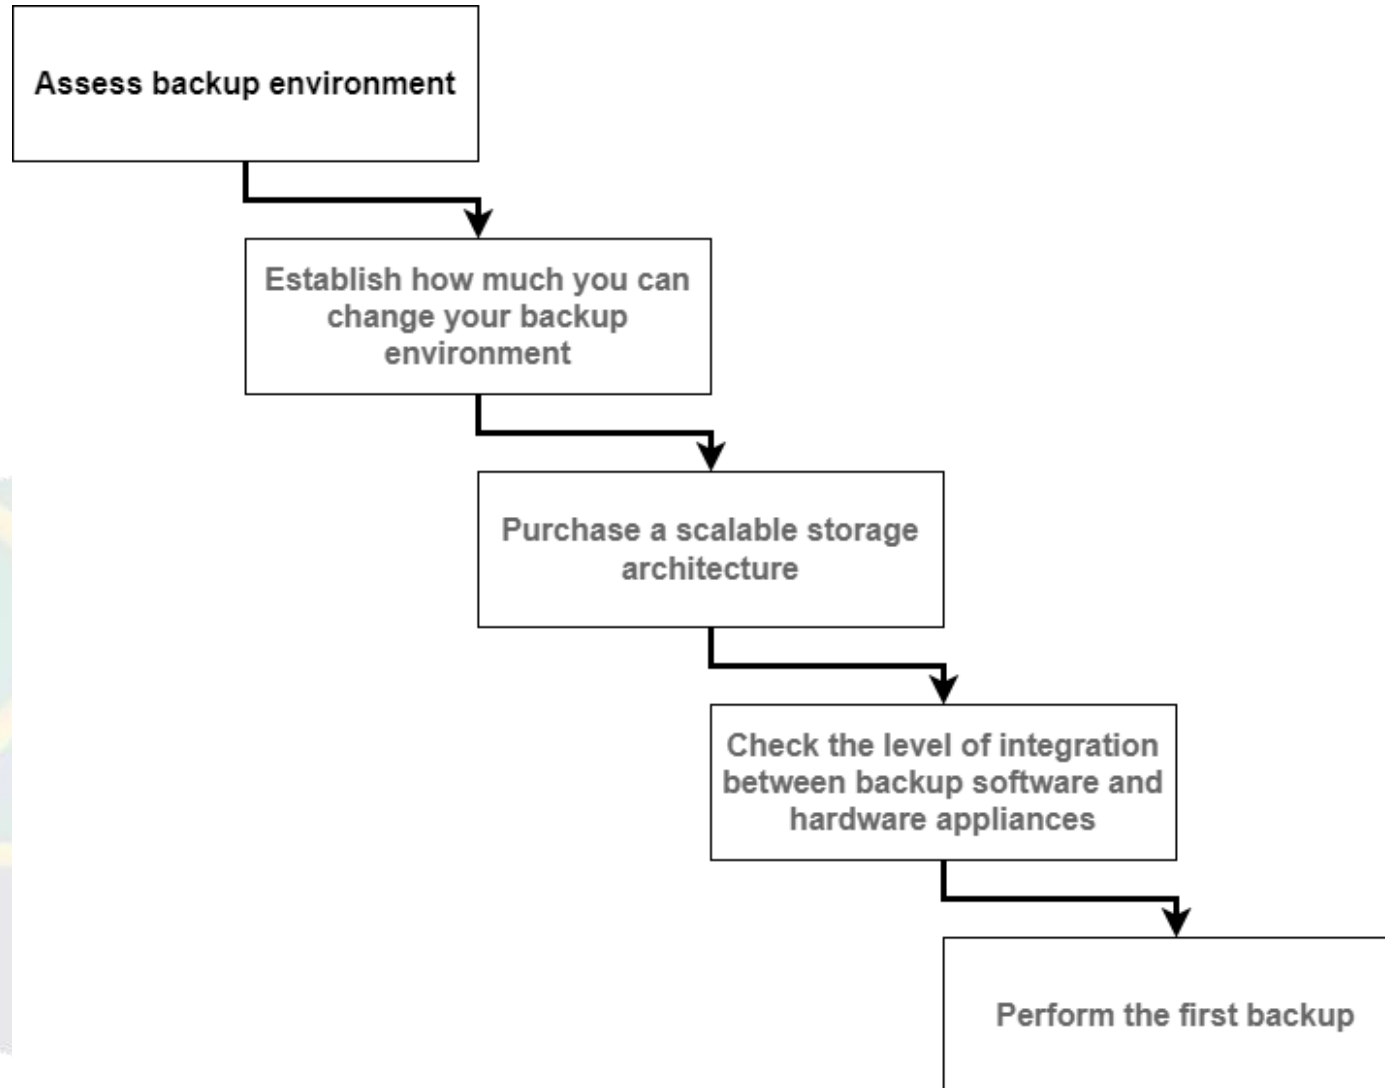 Assess backup environment
Establish how much you can
change your backup
environment
Purchase a scalable storage
architecture
Check the level of integration
between backup software and
hardware appliances
Perform the first backup